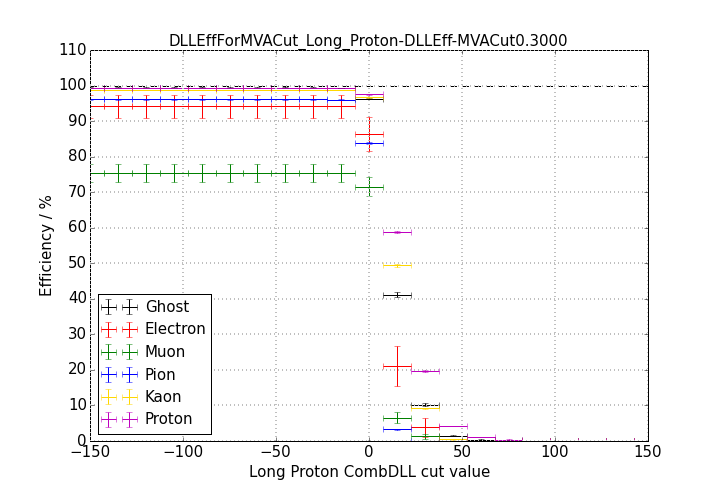 DLLEffForMVACut_Long_Proton-DLLEff-MVACut0.3000
110
100
90
80
70
60
50
40
30
20
10
0
Efficiency / %
Ghost
Electron
Muon
Pion
Kaon
Proton
−150 −100 −50 0 50 100 150
Long Proton CombDLL cut value